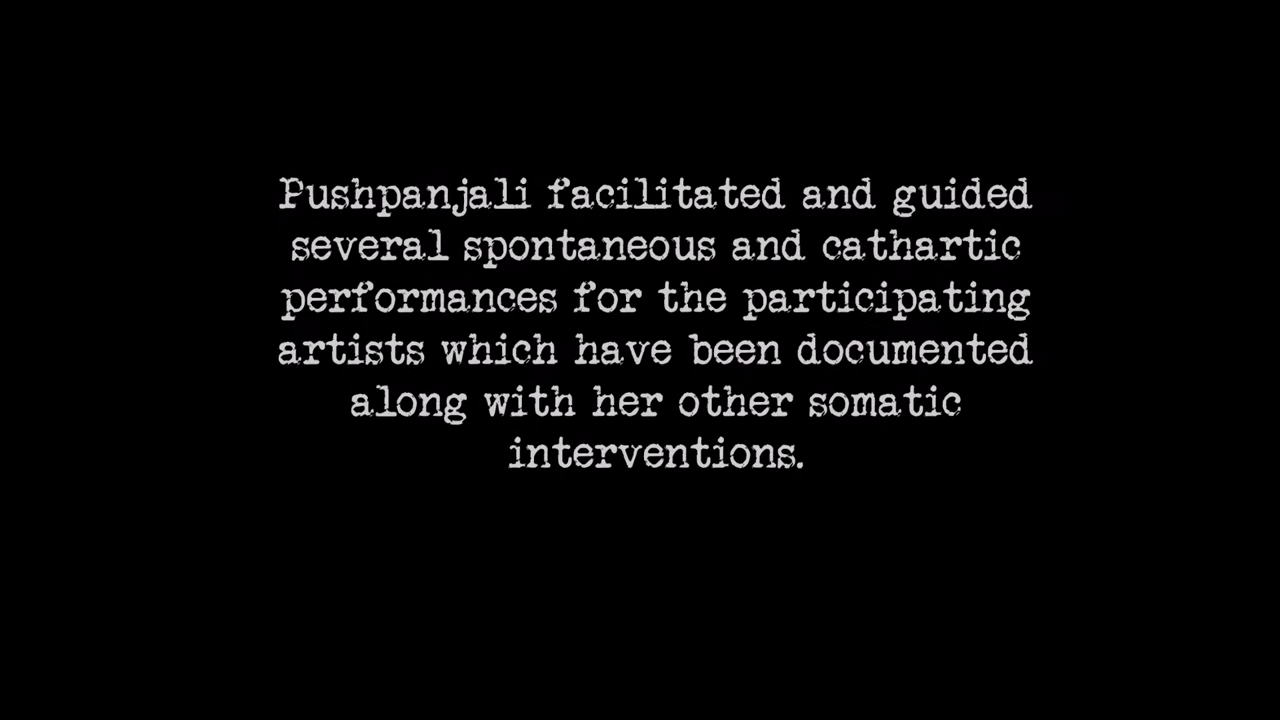 Pushpanjali facilitated and guided
several spontaneous and cathartic
performances for the participating
artists which have been documented
along with her other somatic
interventions.